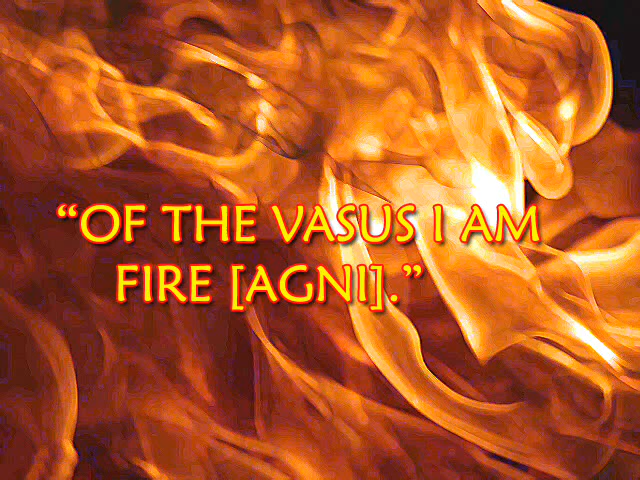 “OF THE VASUS I AM
FIRE [AGNI].”